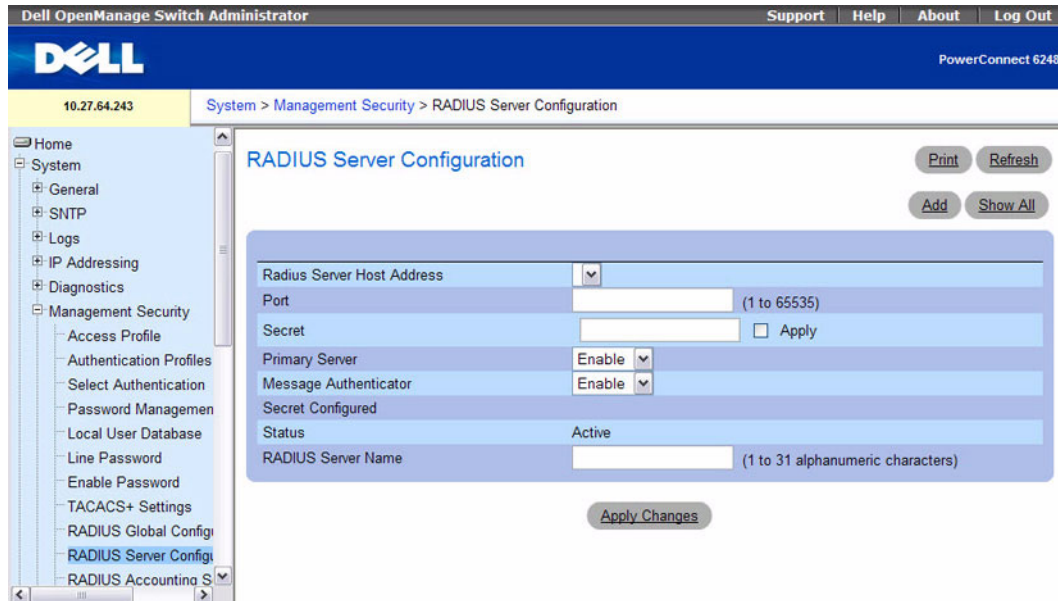 Dell OpenManage Switch Administrator
Support Help About Log Out
DELL
PowerConnect 6248
10.27.64.243
System > Management Security > RADIUS Server Configuration
Home
System
General
SNTP
Logs
IP Addressing
Diagnostics
Management Security
Access Profile
Authentication Profiles
Select Authentication
Password Managemen
Local User Database
Line Password
Enable Password
TACACS+ Settings
RADIUS Global Configu
RADIUS Server Configu
RADIUS Accounting S
RADIUS Server Configuration
Print Refresh
Add Show All
Radius Server Host Address
Port (1 to 65535)
Secret Apply
Primary Server Enable
Message Authenticator Enable
Secret Configured
Status Active
RADIUS Server Name (1 to 31 alphanumeric characters)
Apply Changes